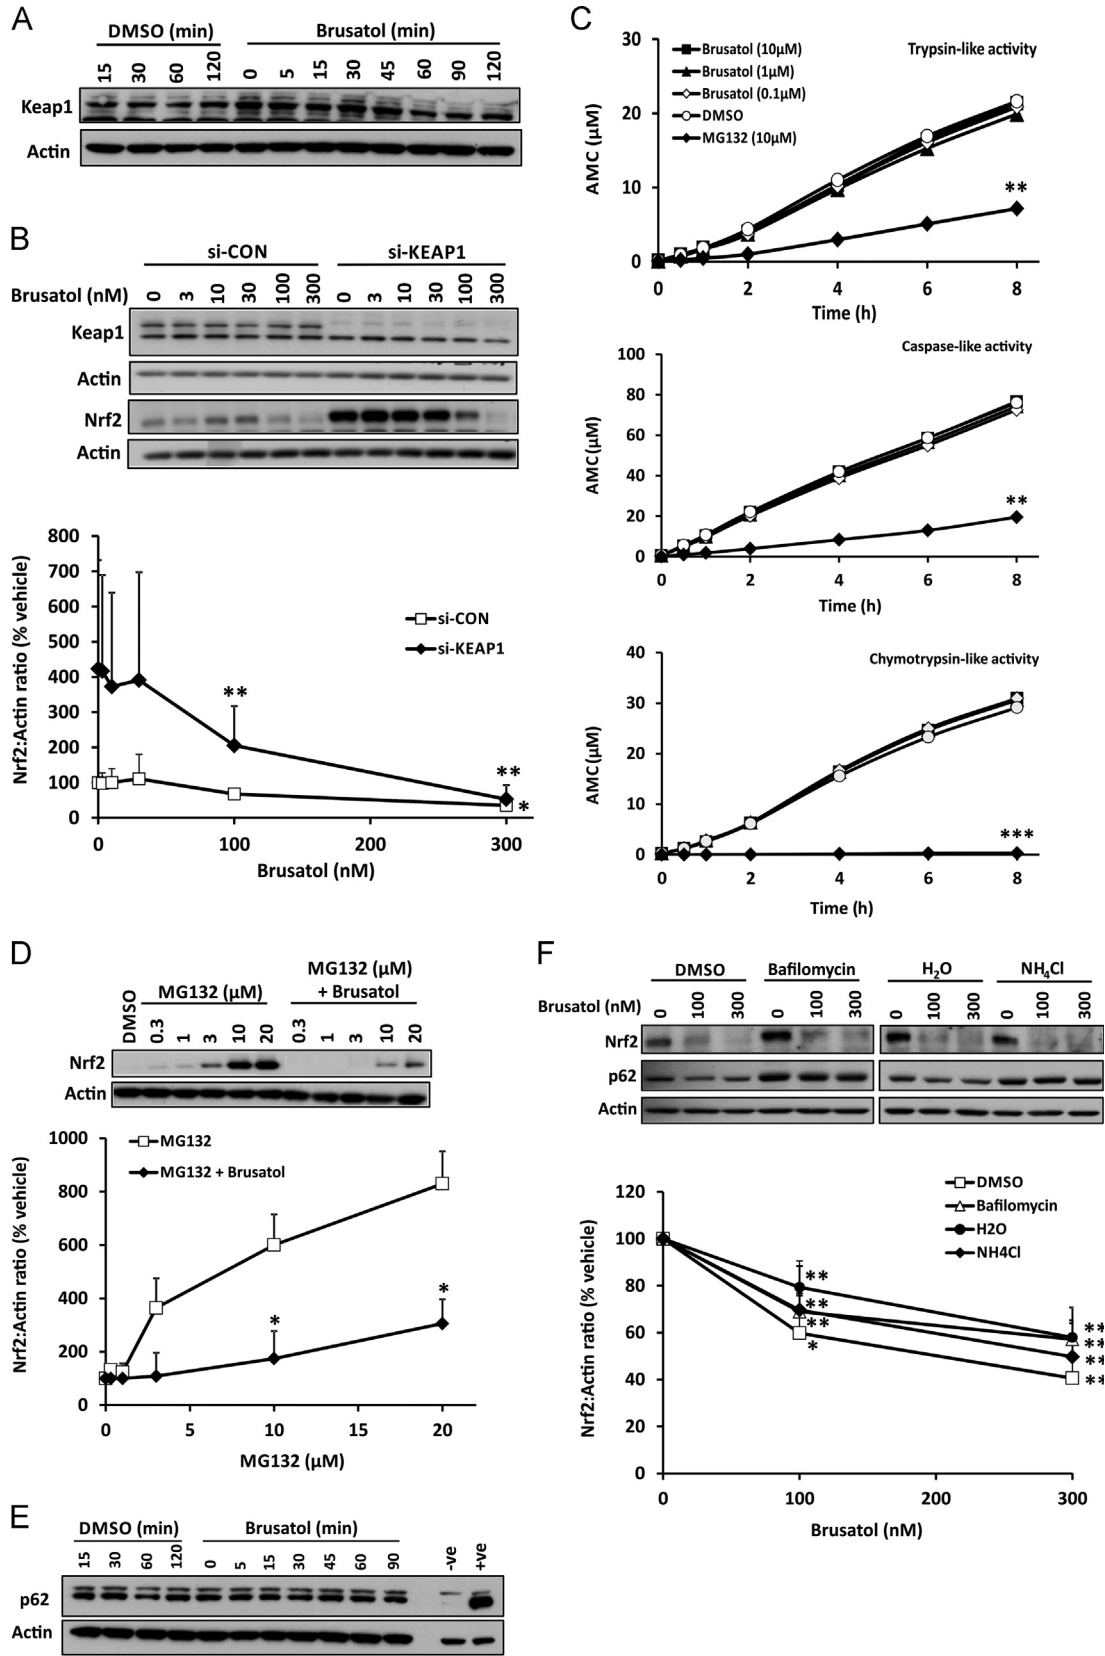 A
DMSO (min) Brusatol (min)
15 30 60 120 0 5 15 30 45 60 90 120
Keap1
Actin
B
si-CON si-KEAP1
Brusatol (nM) 0 3 10 30 100 300 0 3 10 30 100 300
Keap1
Actin
Nrf2
Actin
Nrf2:Actin ratio (% vehicle)
800
700
600
500
400
300
200
100
0
si-CON
si-KEAP1
**
**
*
0 100 200 300
Brusatol (nM)
C
Trypsin-like activity
AMC (µM)
30
20
10
0
Brusatol (10µM)
Brusatol (1µM)
Brusatol (0.1µM)
DMSO
MG132 (10µM)
**
0 2 4 6 8
Time (h)
Caspase-like activity
AMC (µM)
100
80
60
40
20
0
**
0 2 4 6 8
Time (h)
Chymotrypsin-like activity
AMC (µM)
40
30
20
10
0
***
0 2 4 6 8
Time (h)
D
MG132 (µM)
MG132 (µM) + Brusatol
DMSO 0.3 1 3 10 20 0.3 1 3 10 20
Nrf2
Actin
Nrf2:Actin ratio (% vehicle)
1000
800
600
400
200
0
MG132
MG132 + Brusatol
*
*
0 5 10 15 20
MG132 (µM)
E
DMSO (min) Brusatol (min)
15 30 60 120 0 5 15 30 45 60 90 -ve +ve
p62
Actin
F
DMSO Bafilomycin H₂O NH₄Cl
Brusatol (nM) 0 100 300 0 100 300 0 100 300 0 100 300
Nrf2
p62
Actin
Nrf2:Actin ratio (% vehicle)
120
100
80
60
40
20
0
DMSO
Bafilomycin
H2O
NH4Cl
**
**
**
*
**
**
**
**
0 100 200 300
Brusatol (nM)